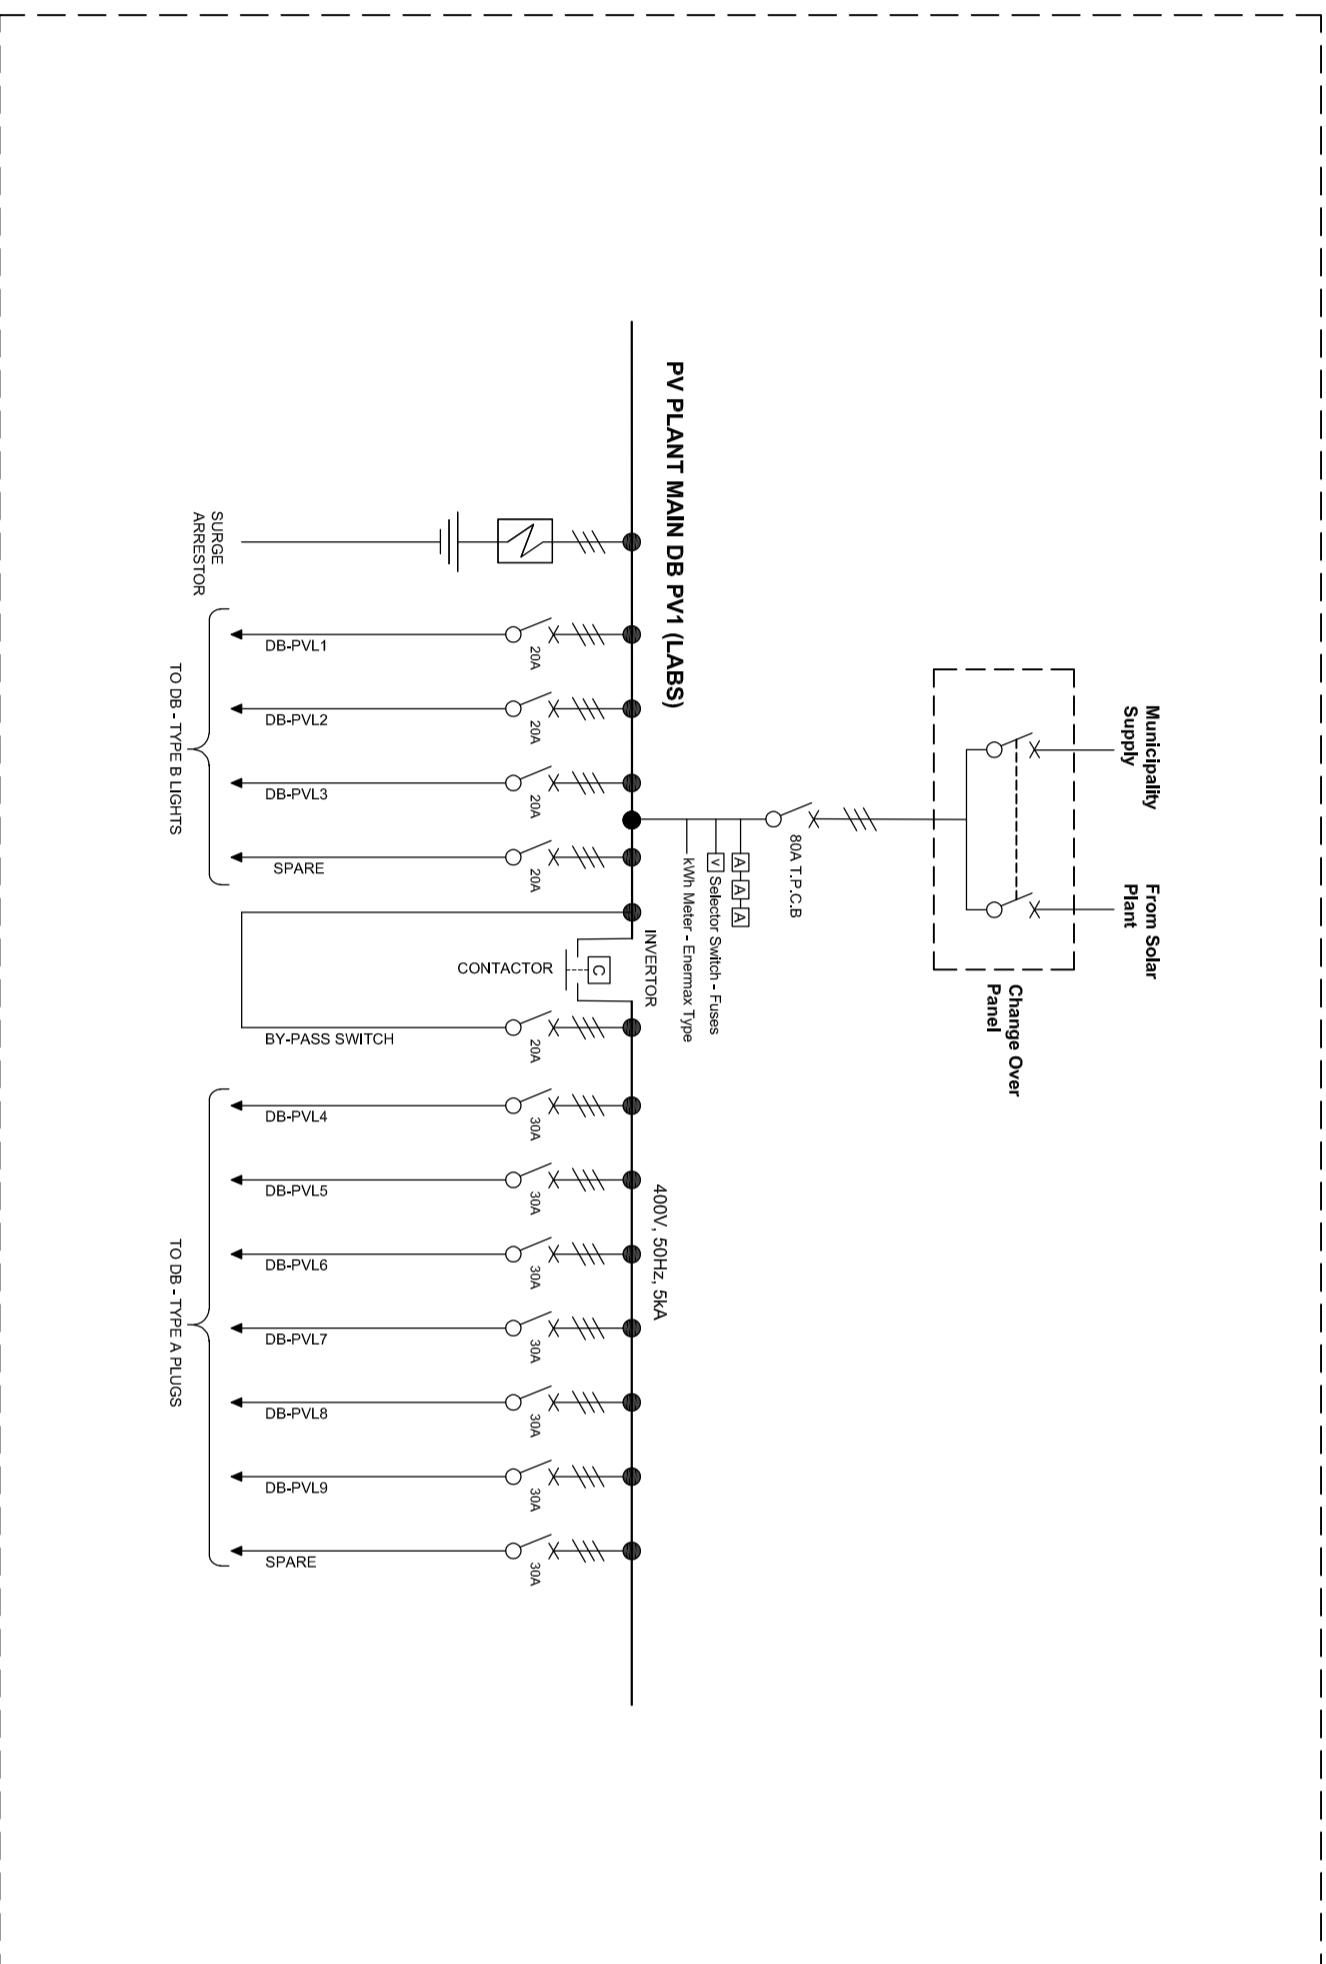 Municipality
Supply
From Solar
Plant
Change Over
Panel
80A T.P.C.B
A A A
V Selector Switch - Fuses
kWh Meter - Enermax Type
PV PLANT MAIN DB PV1 (LABS)
INVERTOR
400V, 50Hz, 5kA
C
CONTACTOR
20A
20A
20A
20A
20A
30A
30A
30A
30A
30A
30A
30A
SURGE
ARRESTOR
DB-PVL1
DB-PVL2
DB-PVL3
SPARE
BY-PASS SWITCH
DB-PVL4
DB-PVL5
DB-PVL6
DB-PVL7
DB-PVL8
DB-PVL9
SPARE
TO DB - TYPE B LIGHTS
TO DB - TYPE A PLUGS